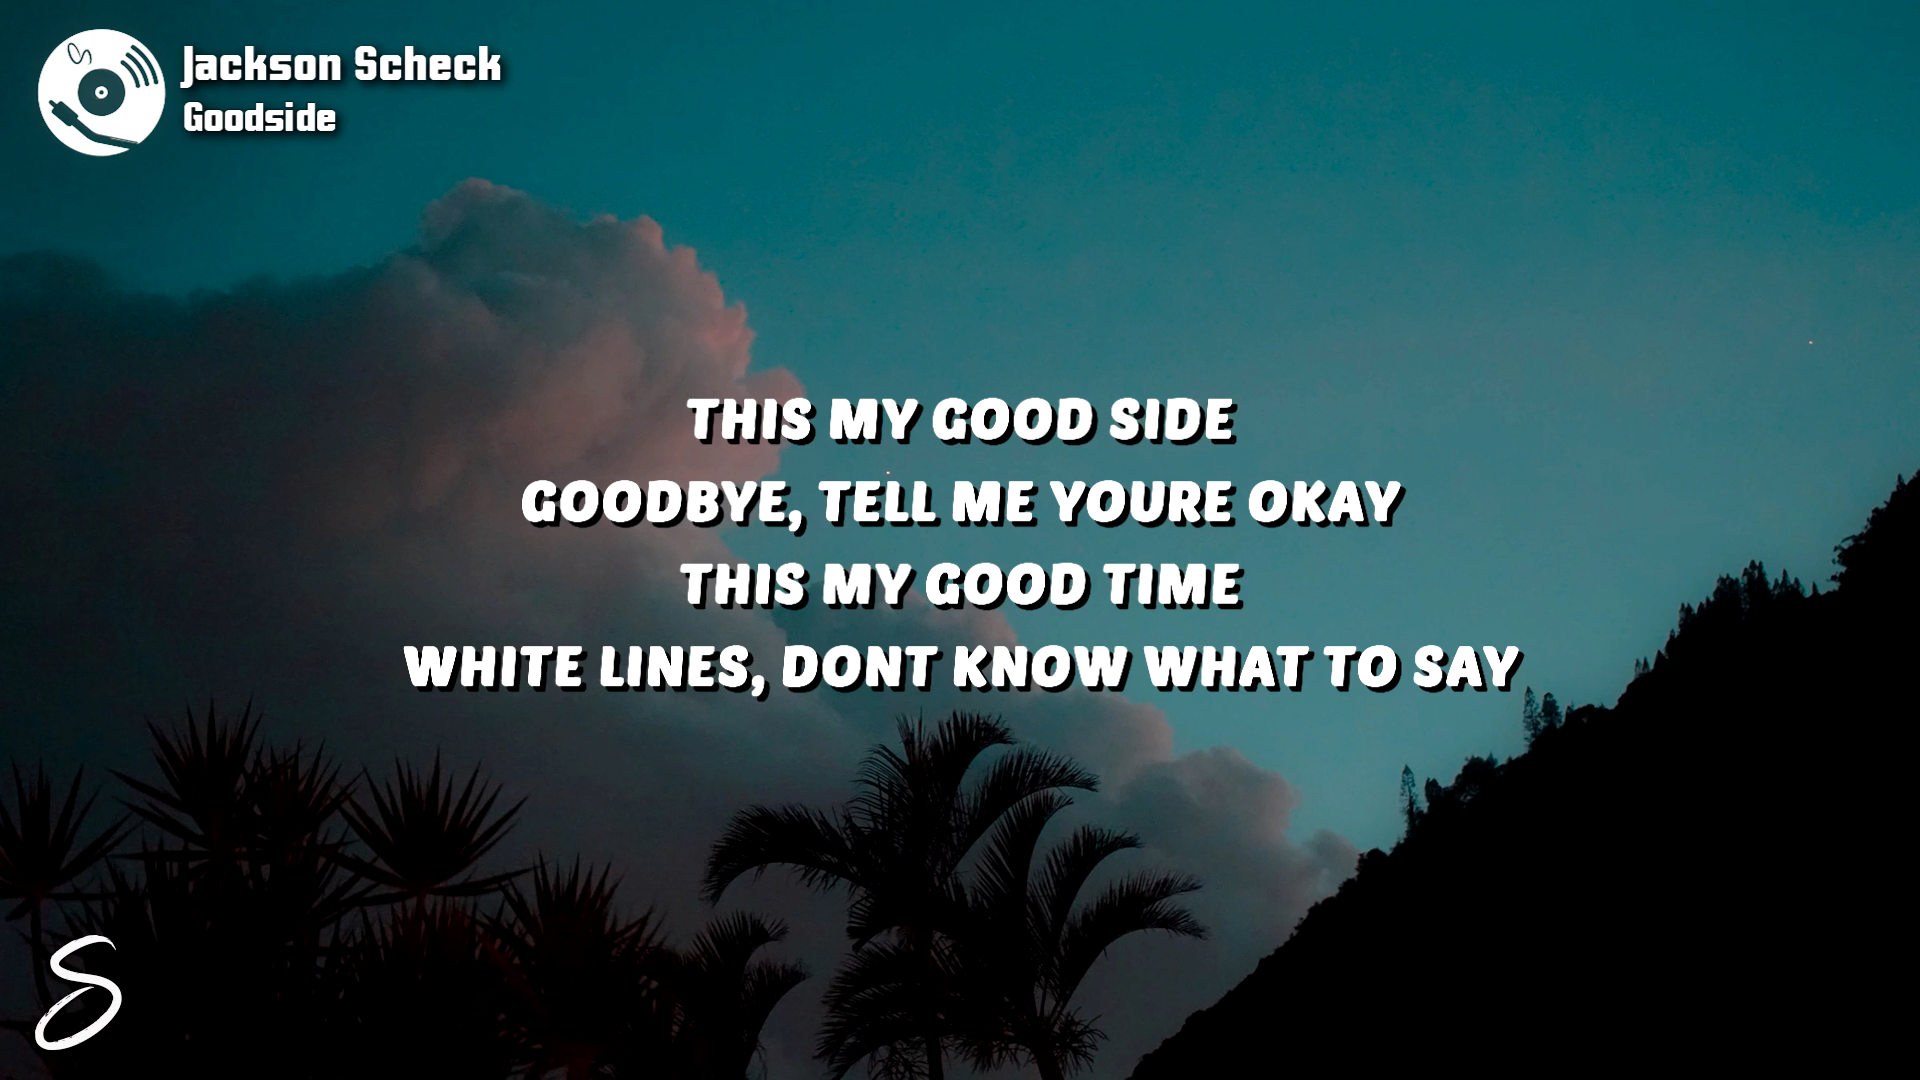 Jackson Scheck
Goodside
THIS MY GOOD SIDE
GOODBYE, TELL ME YOURE OKAY
THIS MY GOOD TIME
WHITE LINES, DONT KNOW WHAT TO SAY
S